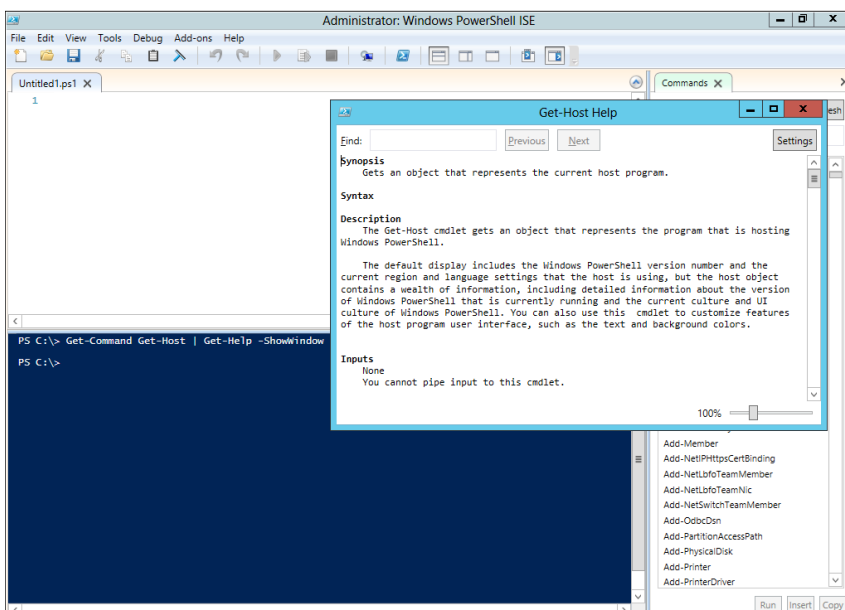 Administrator: Windows PowerShell ISE
File Edit View Tools Debug Add-ons Help
Untitled1.ps1 X
Commands X
1
Get-Host Help
esh
Find:
Previous
Next
Settings
Synopsis
Gets an object that represents the current host program.
Syntax
Description
The Get-Host cmdlet gets an object that represents the program that is hosting
Windows PowerShell.
The default display includes the Windows PowerShell version number and the
current region and language settings that the host is using, but the host object
contains a wealth of information, including detailed information about the version
of Windows PowerShell that is currently running and the current culture and UI
culture of Windows PowerShell. You can also use this  cmdlet to customize features
of the host program user interface, such as the text and background colors.
Inputs
None
You cannot pipe input to this cmdlet.
100%
PS C:\> Get-Command Get-Host | Get-Help -ShowWindow
PS C:\>
Add-Member
Add-NetIPHttpsCertBinding
Add-NetLbfoTeamMember
Add-NetLbfoTeamNic
Add-NetSwitchTeamMember
Add-OdbcDsn
Add-PartitionAccessPath
Add-PhysicalDisk
Add-Printer
Add-PrinterDriver
Run Insert Copy